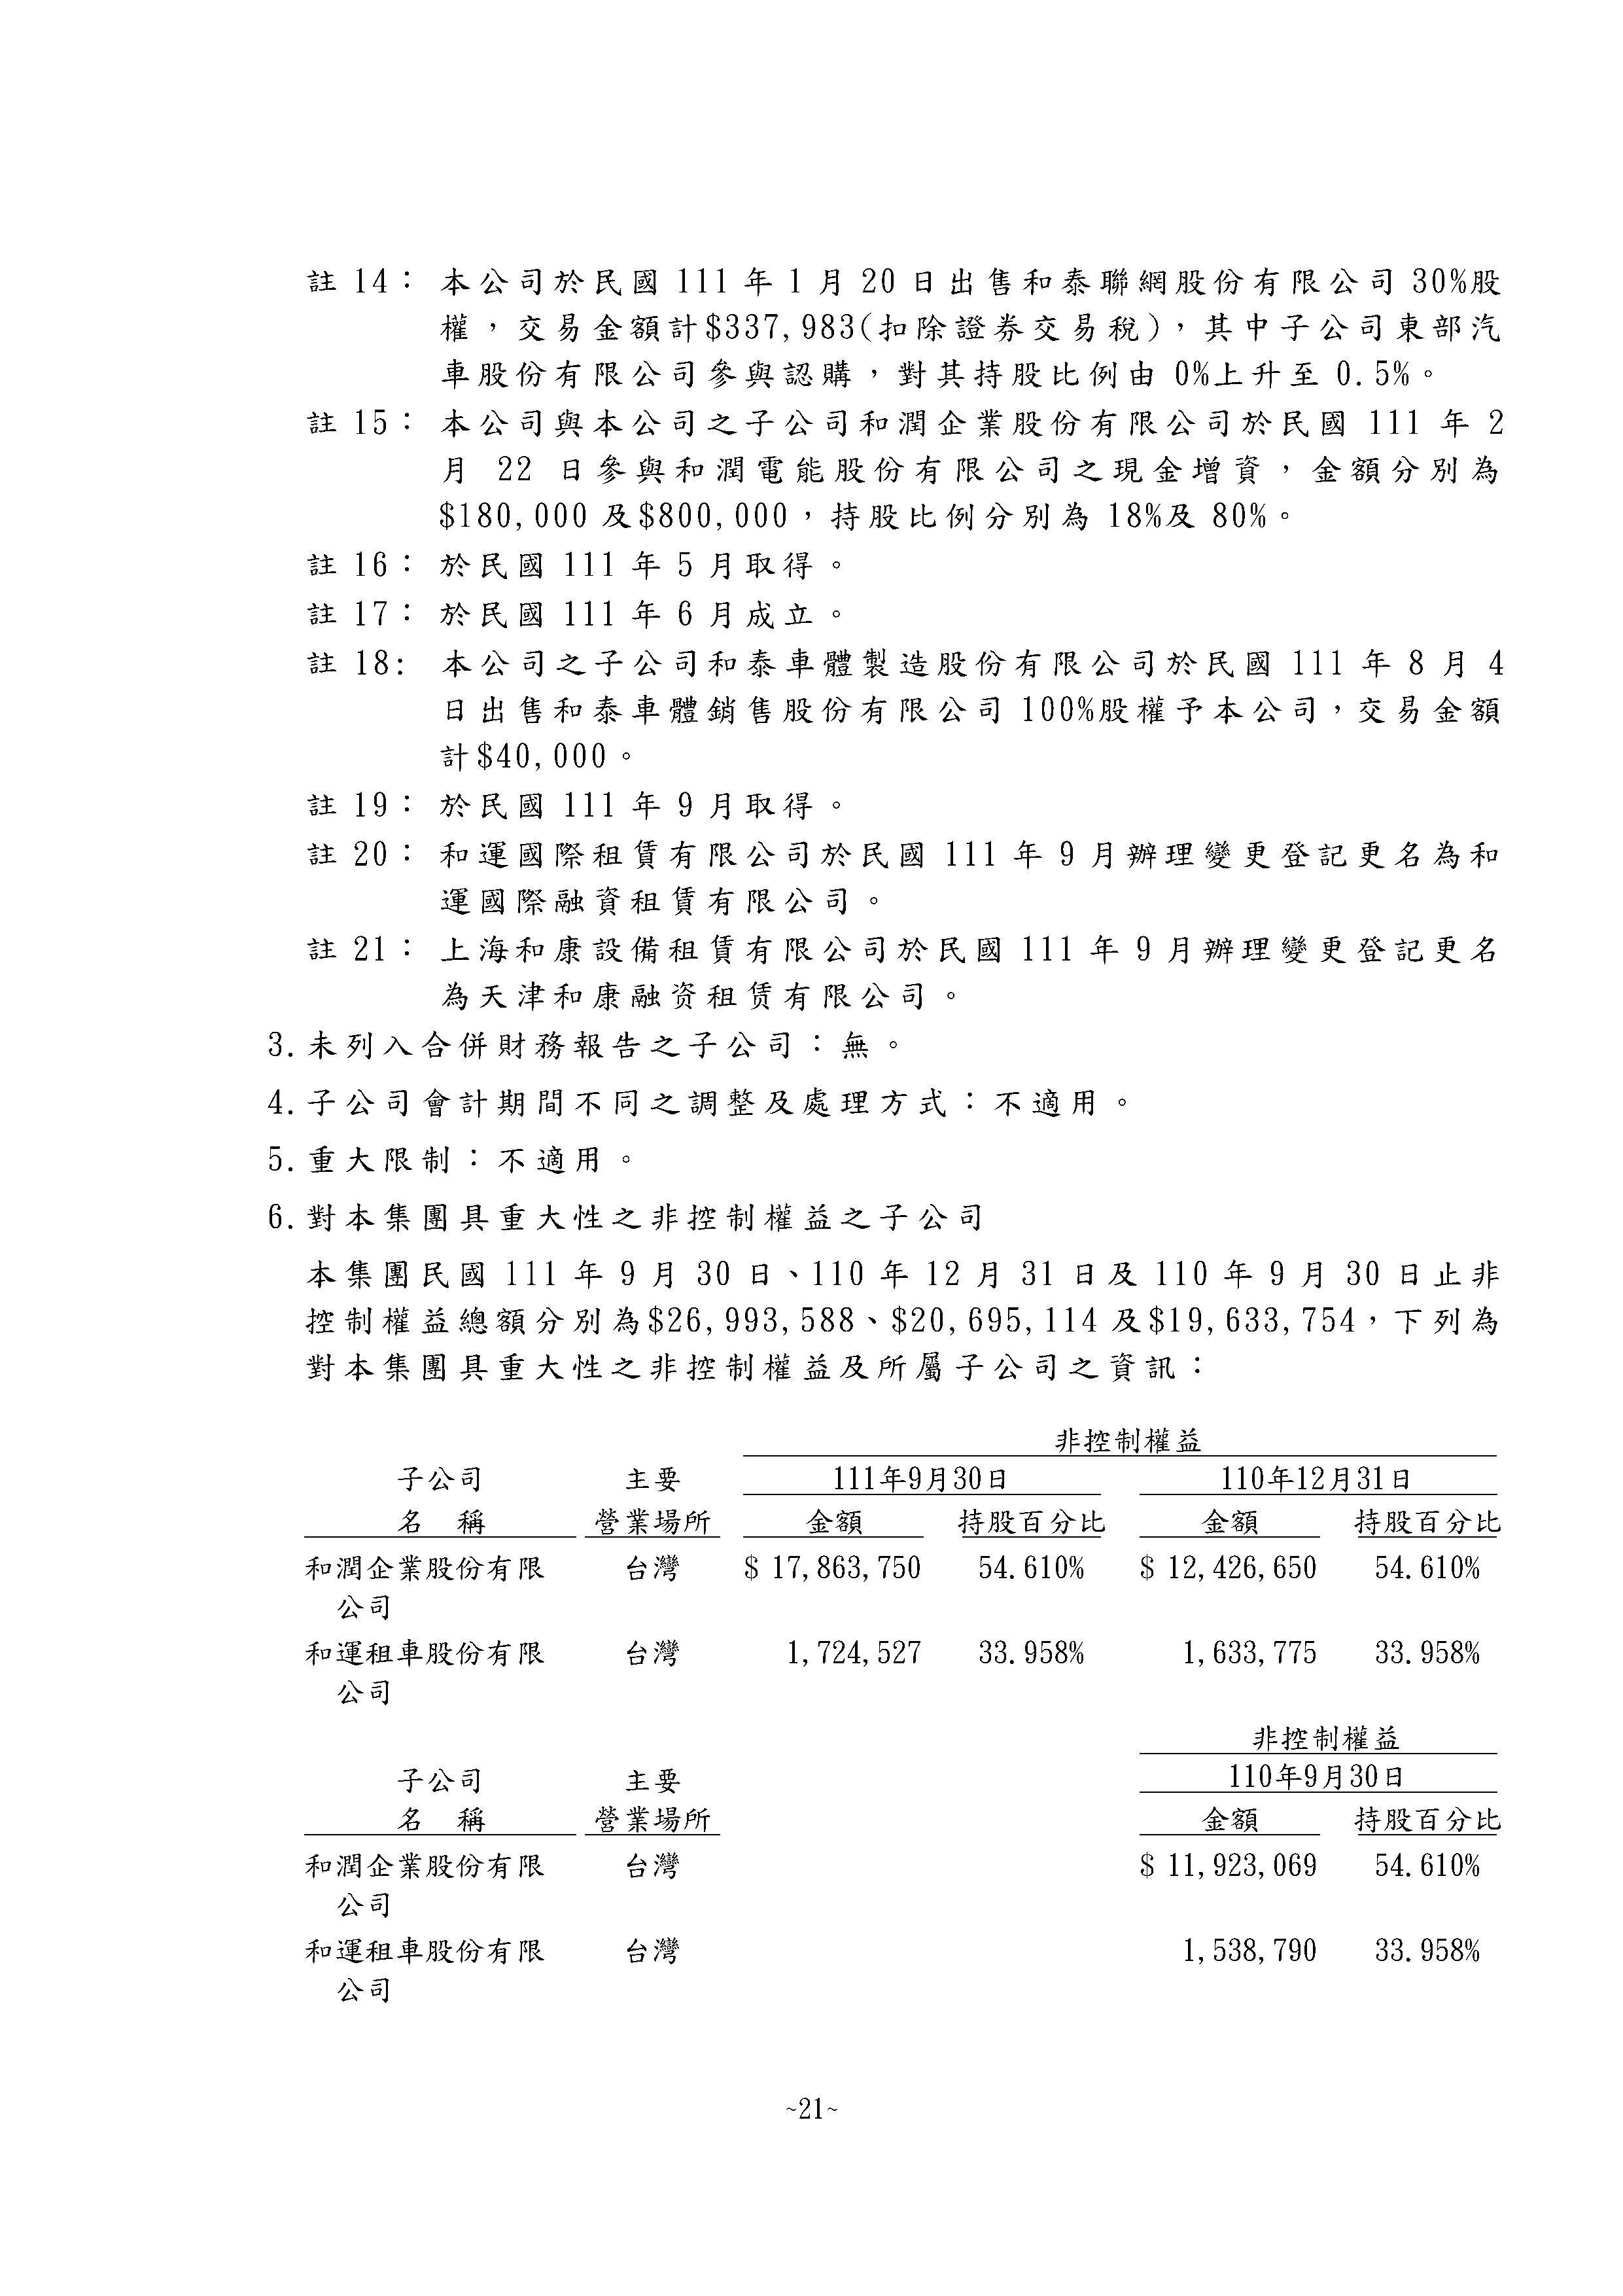 註 14： 本公司於民國 111 年 1 月 20 日出售和泰聯網股份有限公司 30%股
權，交易金額計$337,983(扣除證券交易稅)，其中子公司東部汽
車股份有限公司參與認購，對其持股比例由 0%上升至 0.5%。
註 15： 本公司與本公司之子公司和潤企業股份有限公司於民國 111 年 2
月 22 日參與和潤電能股份有限公司之現金增資，金額分別為
$180,000 及$800,000，持股比例分別為 18%及 80%。
註 16： 於民國 111 年 5 月取得。
註 17： 於民國 111 年 6 月成立。
註 18: 本公司之子公司和泰車體製造股份有限公司於民國 111 年 8 月 4
日出售和泰車體銷售股份有限公司 100%股權予本公司，交易金額
計$40,000。
註 19： 於民國 111 年 9 月取得。
註 20： 和運國際租賃有限公司於民國 111 年 9 月辦理變更登記更名為和
運國際融資租賃有限公司。
註 21： 上海和康設備租賃有限公司於民國 111 年 9 月辦理變更登記更名
為天津和康融资租賃有限公司。
3.未列入合併財務報告之子公司：無。
4.子公司會計期間不同之調整及處理方式：不適用。
5.重大限制：不適用。
6.對本集團具重大性之非控制權益之子公司
本集團民國 111 年 9 月 30 日、110 年 12 月 31 日及 110 年 9 月 30 日止非
控制權益總額分別為$26,993,588、$20,695,114 及$19,633,754，下列為
對本集團具重大性之非控制權益及所屬子公司之資訊：
非控制權益
子公司 主要 111年9月30日 110年12月31日
名 稱 營業場所 金額 持股百分比 金額 持股百分比
和潤企業股份有限 台灣 $ 17,863,750 54.610% $ 12,426,650 54.610%
公司
和運租車股份有限 台灣 1,724,527 33.958% 1,633,775 33.958%
公司
非控制權益
子公司 主要 110年9月30日
名 稱 營業場所 金額 持股百分比
和潤企業股份有限 台灣 $ 11,923,069 54.610%
公司
和運租車股份有限 台灣 1,538,790 33.958%
公司
~21~